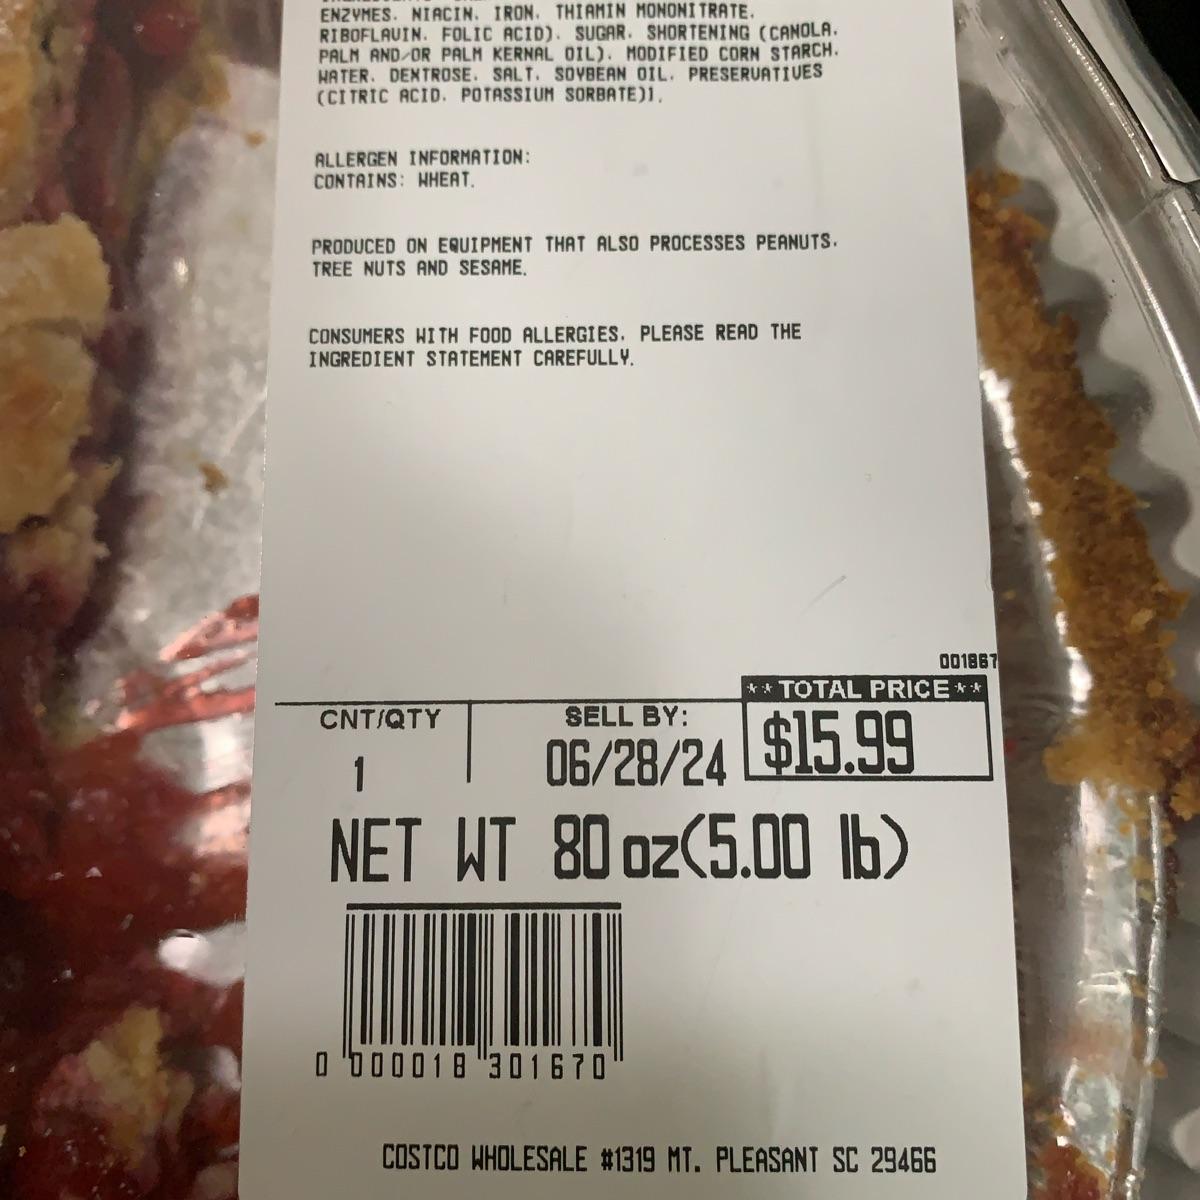 ENZYMES, NIACIN, IRON, THIAMIN MONONITRATE,
RIBOFLAVIN, FOLIC ACID), SUGAR, SHORTENING (CANOLA,
PALM AND/OR PALM KERNAL OIL), MODIFIED CORN STARCH,
WATER, DEXTROSE, SALT, SOYBEAN OIL, PRESERVATIVES
(CITRIC ACID, POTASSIUM SORBATE)].
ALLERGEN INFORMATION:
CONTAINS: WHEAT.
PRODUCED ON EQUIPMENT THAT ALSO PROCESSES PEANUTS,
TREE NUTS AND SESAME.
CONSUMERS WITH FOOD ALLERGIES, PLEASE READ THE
INGREDIENT STATEMENT CAREFULLY.
001867
**TOTAL PRICE**
CNT/QTY SELL BY: $15.99
1 06/28/24
NET WT 80 oz(5.00 lb)
0 000018 301670
COSTCO WHOLESALE #1319 MT. PLEASANT SC 29466